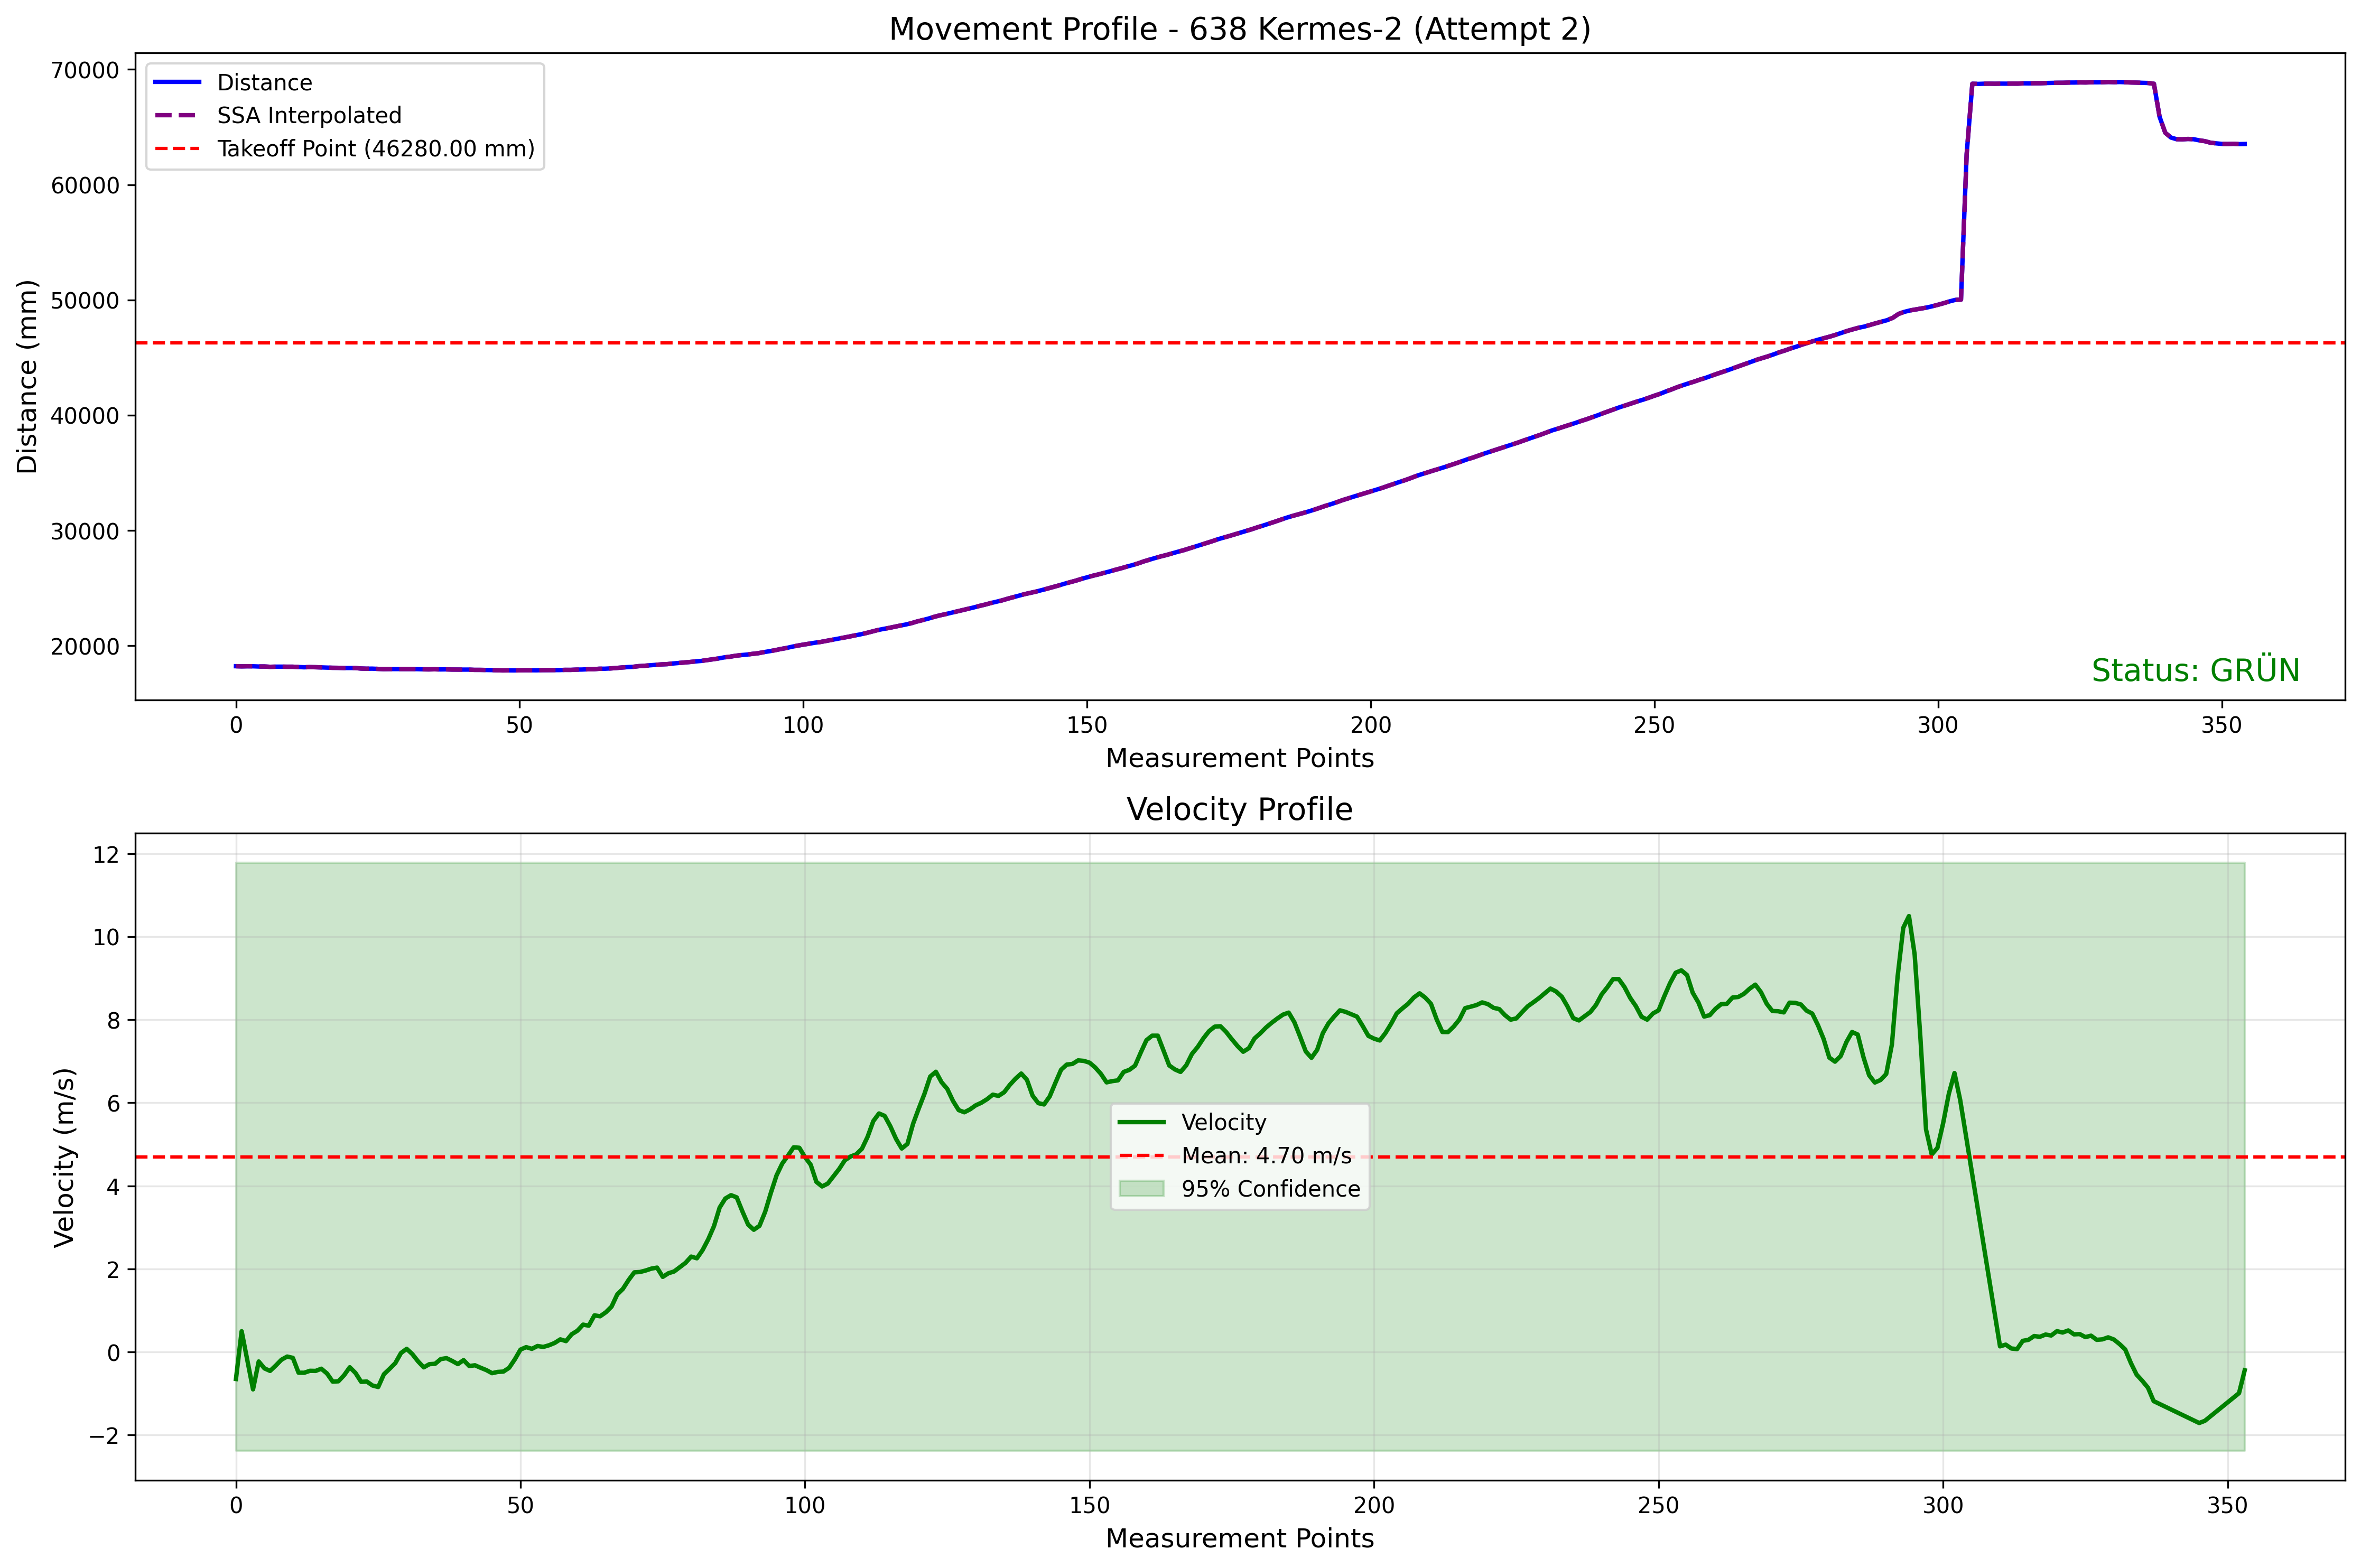 Movement Profile - 638 Kermes-2 (Attempt 2)
Distance (mm)
70000
60000
50000
40000
30000
20000
Distance
SSA Interpolated
Takeoff Point (46280.00 mm)
Status: GRÜN
0 50 100 150 200 250 300 350
Measurement Points
Velocity Profile
Velocity (m/s)
12
10
8
6
4
2
0
−2
Velocity
Mean: 4.70 m/s
95% Confidence
0 50 100 150 200 250 300 350
Measurement Points